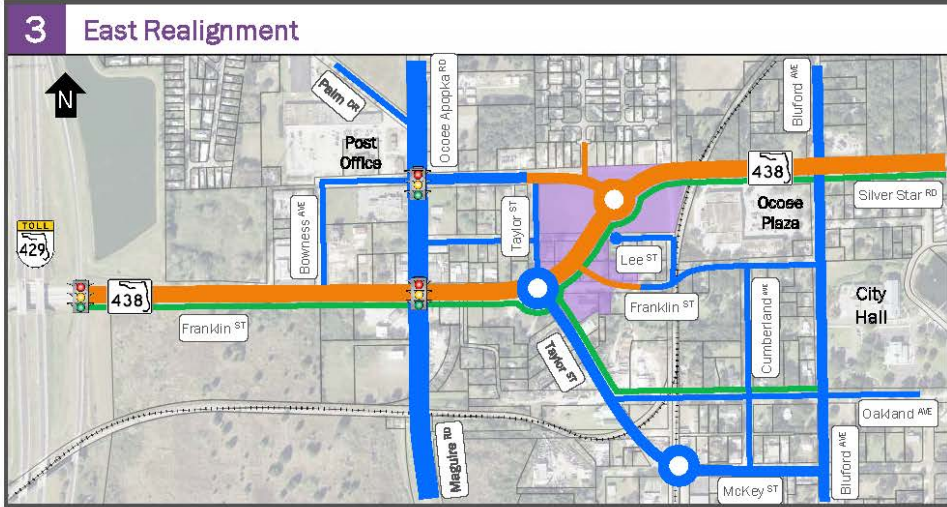 3 East Realignment
N
Palm DR
Ocoee Apopka RD
Bluford AVE
Post
Office
438
Silver Star RD
Bowness AVE
Taylor ST
Ocoee
Plaza
TOLL
429
Lee ST
438
Franklin ST
Franklin ST
Cumberland AVE
City
Hall
Taylor ST
Oakland AVE
Maguire RD
Bluford AVE
McKey ST